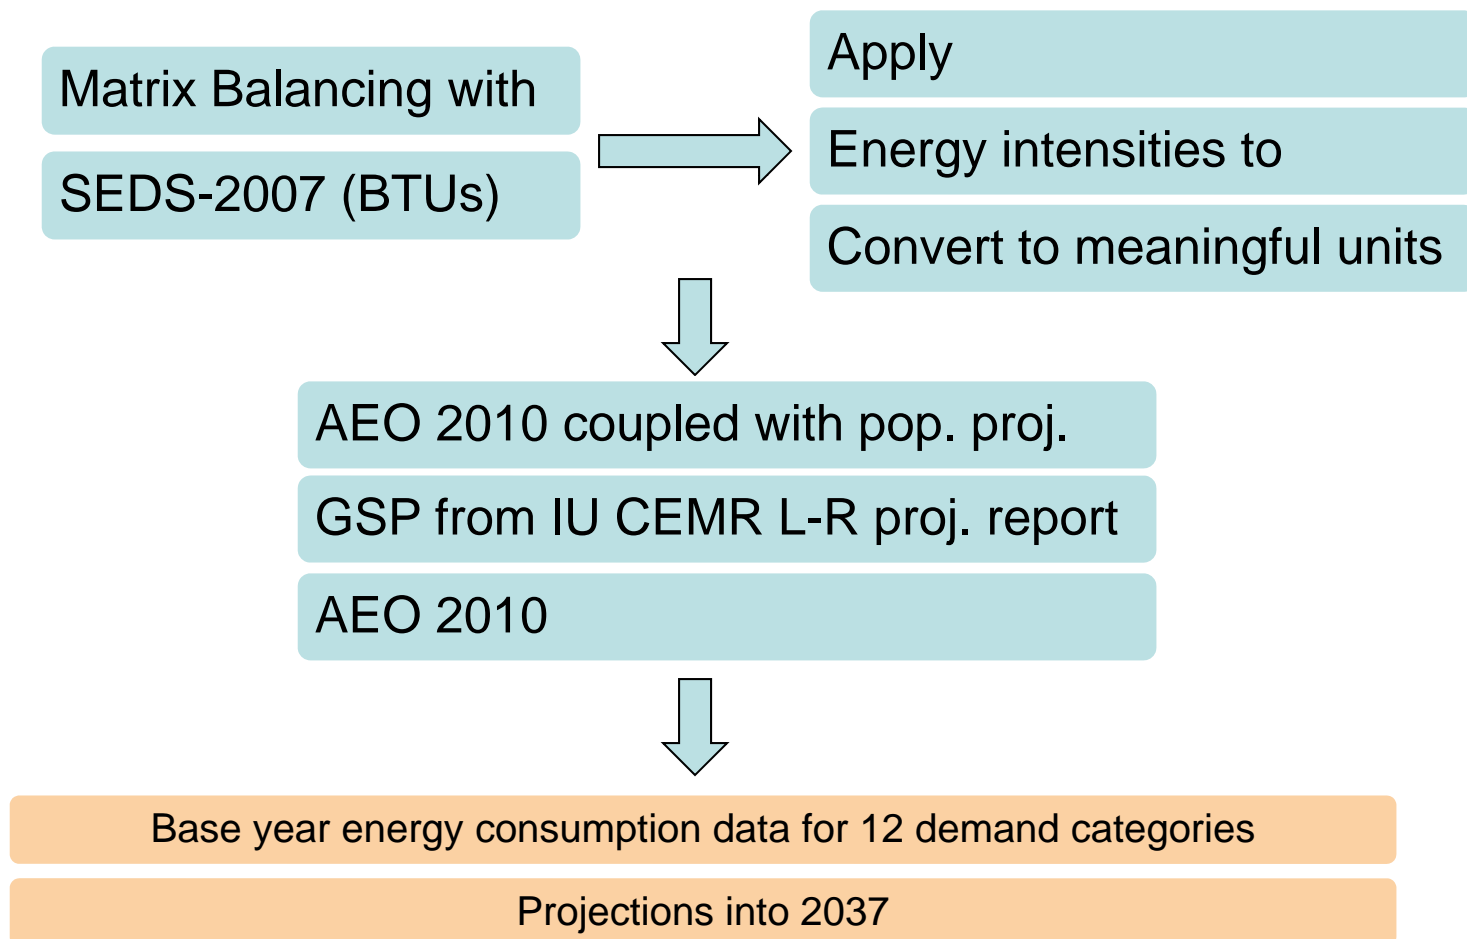 Matrix Balancing with
SEDS-2007 (BTUs)
Apply
Energy intensities to
Convert to meaningful units
AEO 2010 coupled with pop. proj.
GSP from IU CEMR L-R proj. report
AEO 2010
Base year energy consumption data for 12 demand categories
Projections into 2037